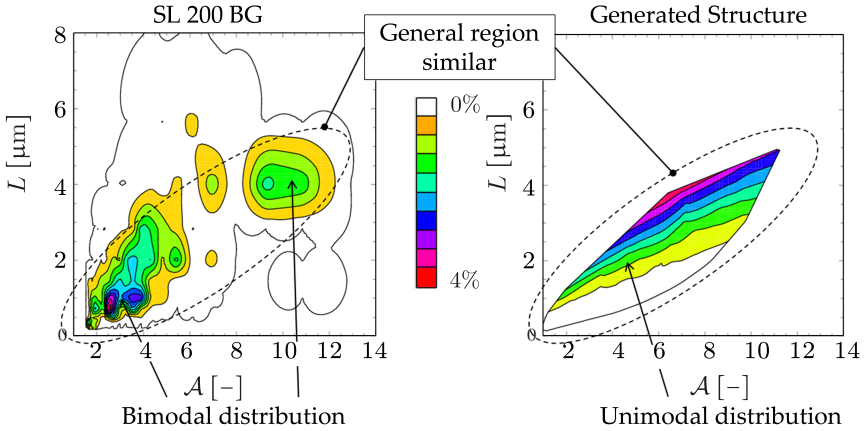 SL 200 BG
General region
similar
Generated Structure
8
6
4
2
0
L [μm]
2
4
6
8
10
12
14
𝒜 [−]
Bimodal distribution
0%
4%
6
4
2
0
L [μm]
2
4
6
8
10
12
14
𝒜 [−]
Unimodal distribution